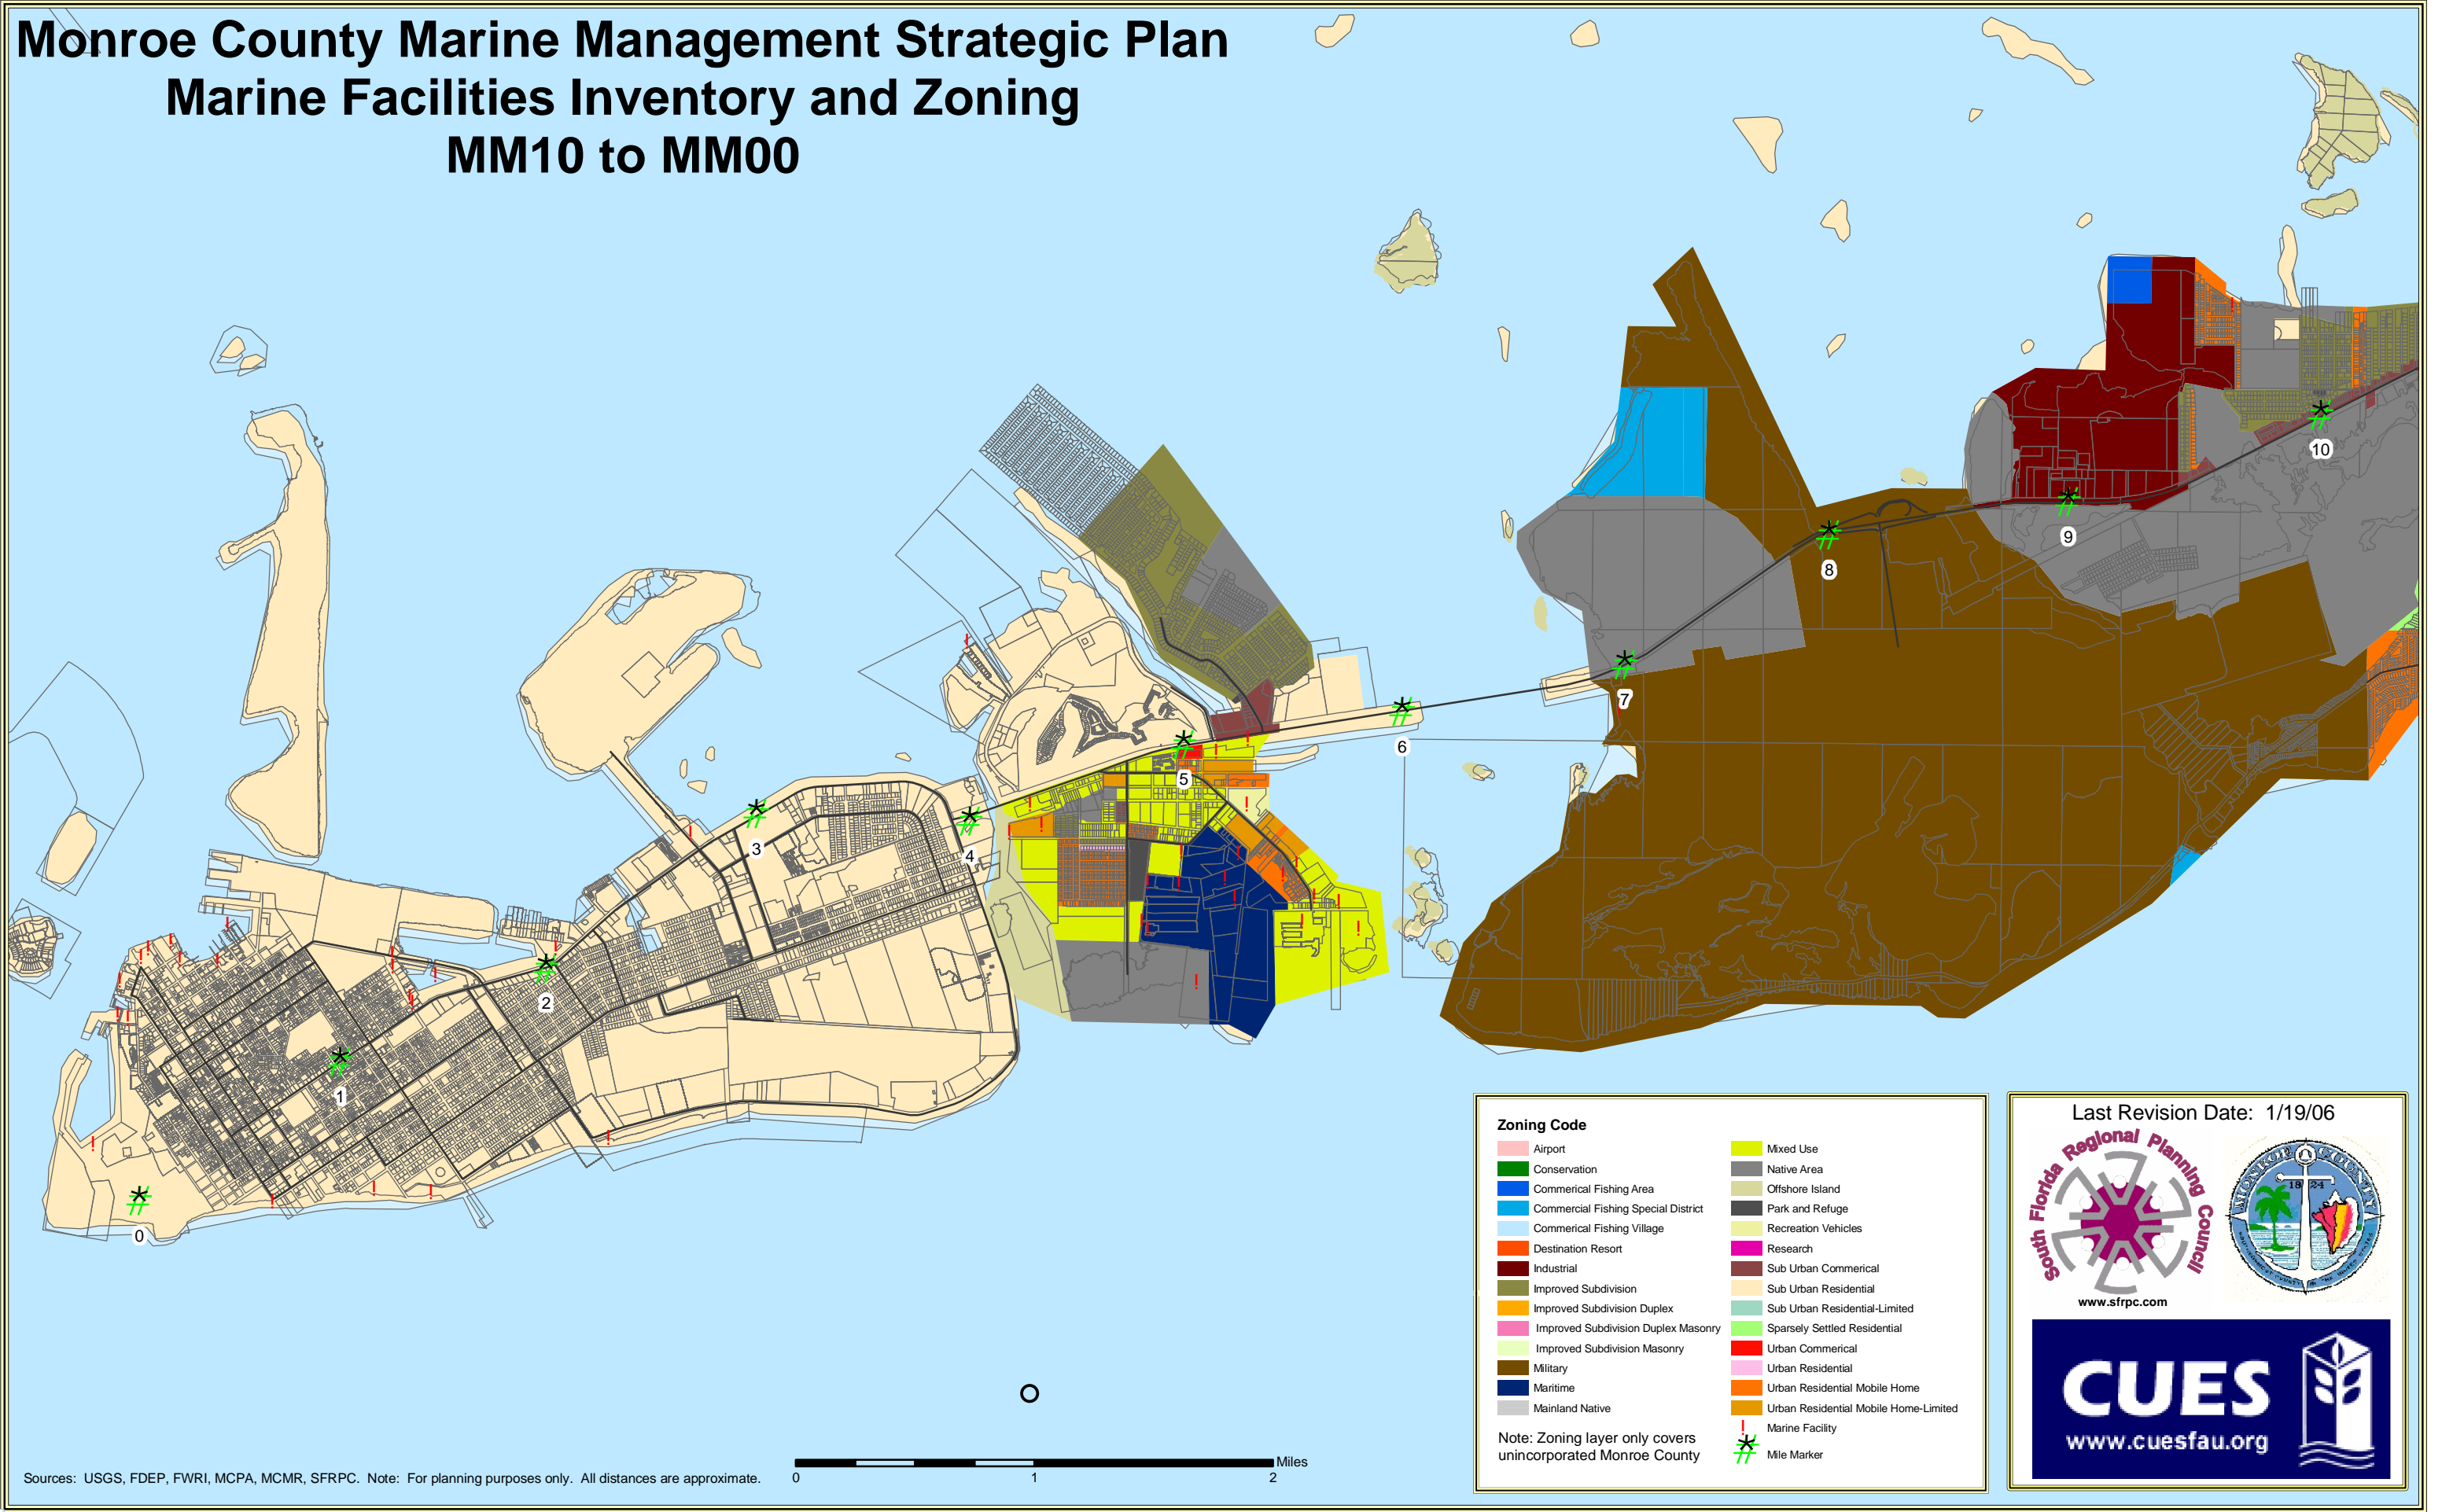 Monroe County Marine Management Strategic Plan
Marine Facilities Inventory and Zoning
MM10 to MM00
10
9
8
7
6
5
4
3
2
1
0
Zoning Code
Airport
Conservation
Commerical Fishing Area
Commercial Fishing Special District
Commerical Fishing Village
Destination Resort
Industrial
Improved Subdivision
Improved Subdivision Duplex
Improved Subdivision Duplex Masonry
Improved Subdivision Masonry
Military
Maritime
Mainland Native
Mixed Use
Native Area
Offshore Island
Park and Refuge
Recreation Vehicles
Research
Sub Urban Commerical
Sub Urban Residential
Sub Urban Residential-Limited
Sparsely Settled Residential
Urban Commerical
Urban Residential
Urban Residential Mobile Home
Urban Residential Mobile Home-Limited
Marine Facility
Mile Marker
Note: Zoning layer only covers
unincorporated Monroe County
Last Revision Date: 1/19/06
South Florida Regional Planning Council
www.sfrpc.com
MONROE COUNTY
1824
CUES
www.cuesfau.org
Miles
0 1 2
Sources: USGS, FDEP, FWRI, MCPA, MCMR, SFRPC. Note: For planning purposes only. All distances are approximate.